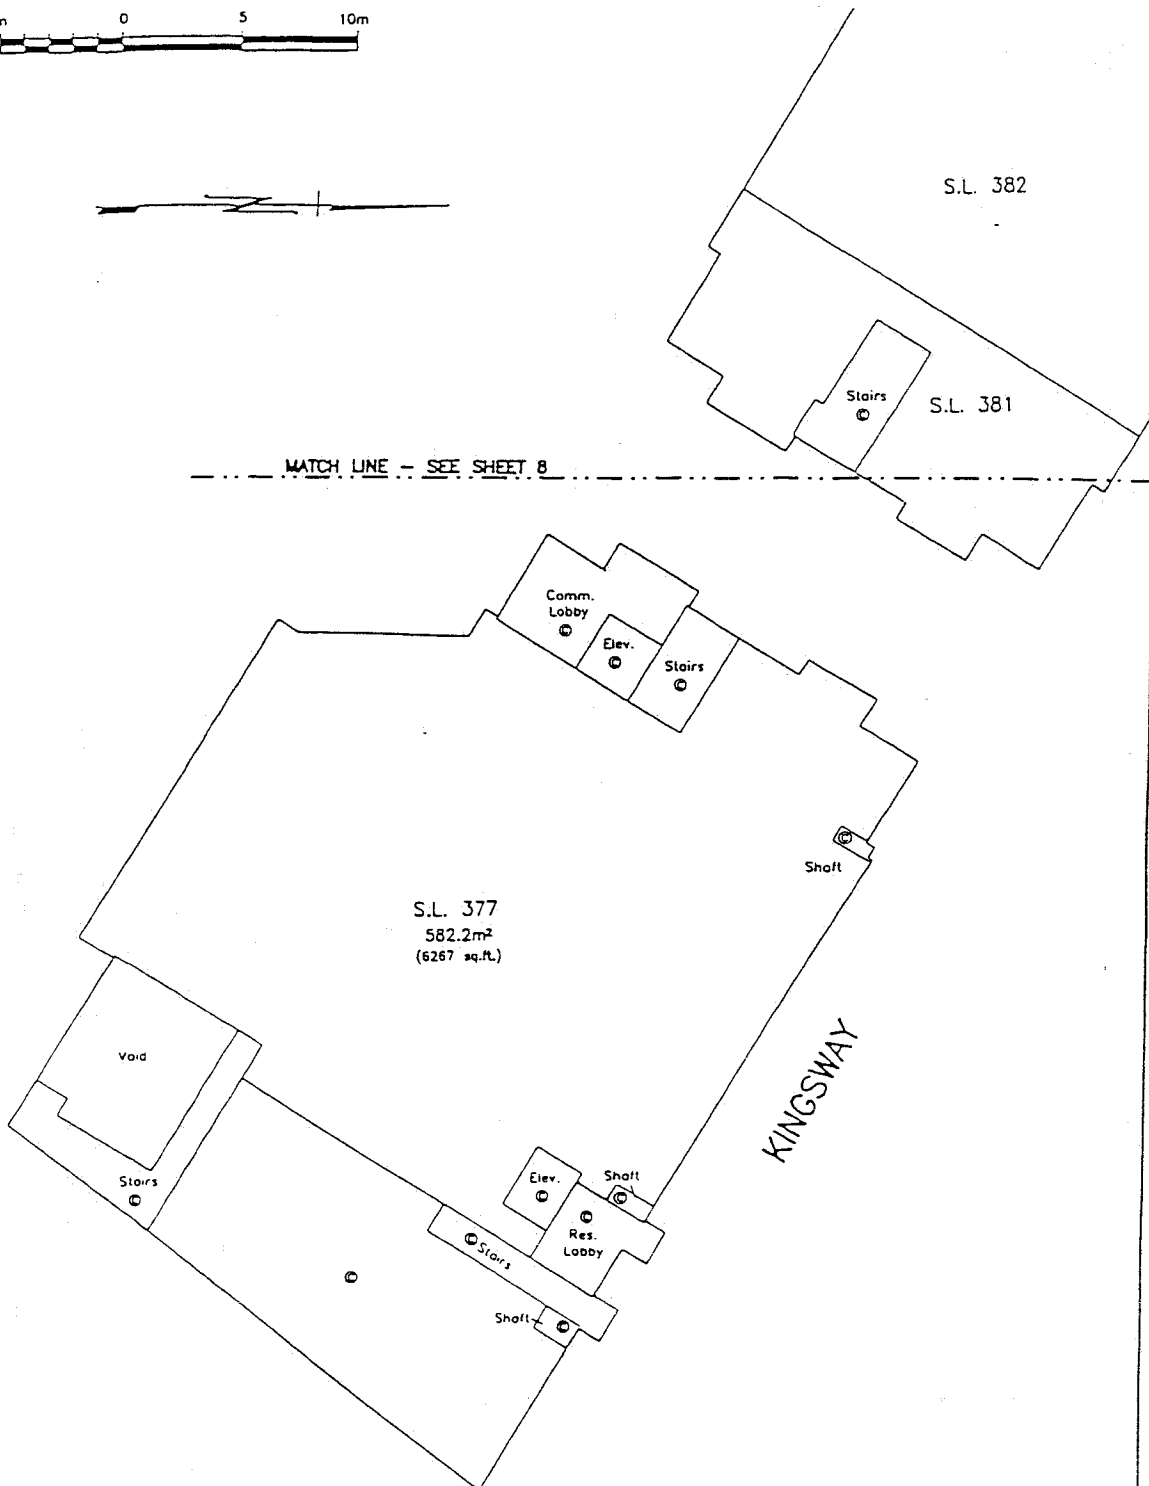 m 0 5 10m
S.L. 382
Stairs
S.L. 381
MATCH LINE - SEE SHEET 8
Comm.
Lobby
Elev.
Stairs
Shaft
S.L. 377
582.2m²
(6267 sq.ft.)
KINGSWAY
Void
Stairs
Elev.
Shaft
Res.
Lobby
Stairs
Shaft